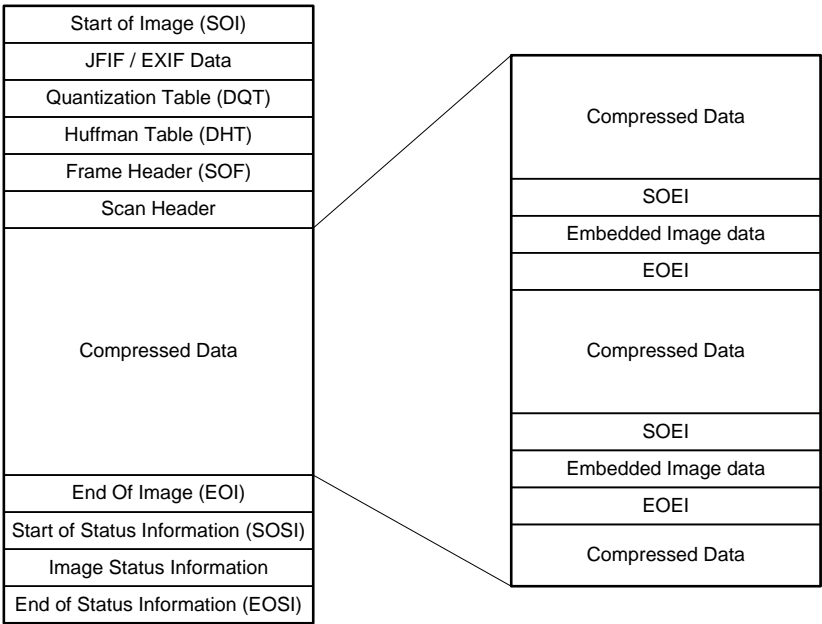 Start of Image (SOI)
JFIF / EXIF Data
Quantization Table (DQT)
Huffman Table (DHT)
Frame Header (SOF)
Scan Header
Compressed Data
End Of Image (EOI)
Start of Status Information (SOSI)
Image Status Information
End of Status Information (EOSI)
Compressed Data
SOEI
Embedded Image data
EOEI
Compressed Data
SOEI
Embedded Image data
EOEI
Compressed Data